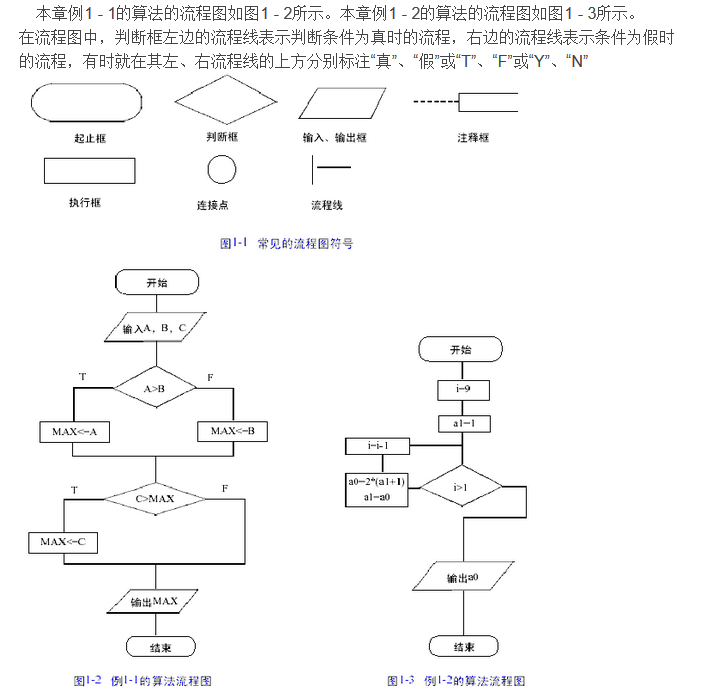 本章例1 - 1的算法的流程图如图1 - 2所示。本章例1 - 2的算法的流程图如图1 - 3所示。
在流程图中，判断框左边的流程线表示判断条件为真时的流程，右边的流程线表示条件为假时
的流程，有时就在其左、右流程线的上方分别标注“真”、“假”或“T”、“F”或“Y”、“N”
起止框
判断框
输入、输出框
注释框
执行框
连接点
流程线
图1-1 常见的流程图符号
开始
输入A，B，C
A>B
T
F
MAX<=A
MAX<=B
C>MAX
T
F
MAX<=C
输出MAX
结束
图1-2 例1-1的算法流程图
开始
i=9
a1=1
i=i-1
a0=2*(a1+1)
a1=a0
i>1
输出a0
结束
图1-3 例1-2的算法流程图